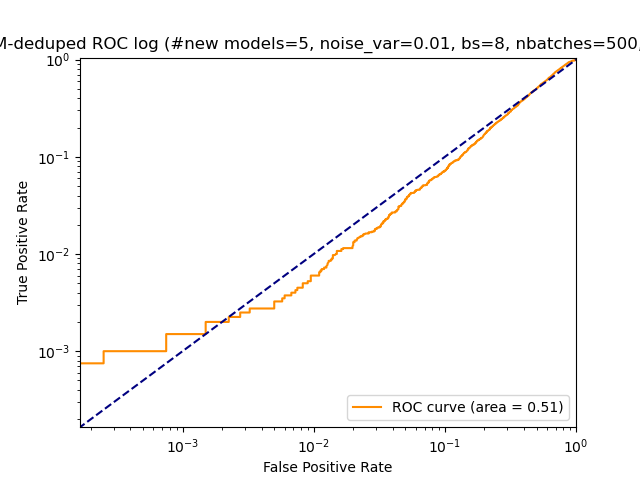 M-deduped ROC log (#new models=5, noise_var=0.01, bs=8, nbatches=500,
True Positive Rate
10⁰
10⁻¹
10⁻²
10⁻³
ROC curve (area = 0.51)
10⁻³ 10⁻² 10⁻¹ 10⁰
False Positive Rate